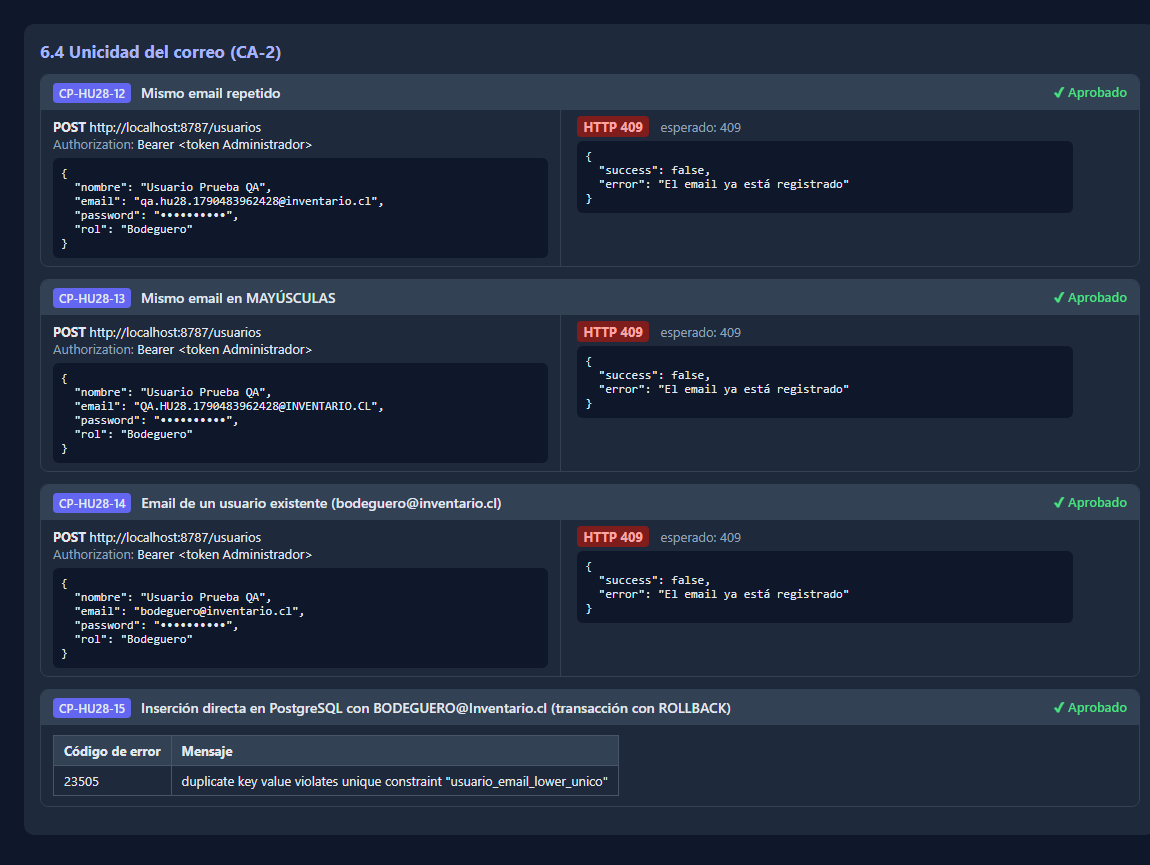 6.4 Unicidad del correo (CA-2)
CP-HU28-12 Mismo email repetido ✓ Aprobado
POST http://localhost:8787/usuarios
Authorization: Bearer <token Administrador>
{
  "nombre": "Usuario Prueba QA",
  "email": "qa.hu28.1790483962428@inventario.cl",
  "password": "••••••••••",
  "rol": "Bodeguero"
}
HTTP 409 esperado: 409
{
  "success": false,
  "error": "El email ya está registrado"
}
CP-HU28-13 Mismo email en MAYÚSCULAS ✓ Aprobado
POST http://localhost:8787/usuarios
Authorization: Bearer <token Administrador>
{
  "nombre": "Usuario Prueba QA",
  "email": "QA.HU28.1790483962428@INVENTARIO.CL",
  "password": "••••••••••",
  "rol": "Bodeguero"
}
HTTP 409 esperado: 409
{
  "success": false,
  "error": "El email ya está registrado"
}
CP-HU28-14 Email de un usuario existente (bodeguero@inventario.cl) ✓ Aprobado
POST http://localhost:8787/usuarios
Authorization: Bearer <token Administrador>
{
  "nombre": "Usuario Prueba QA",
  "email": "bodeguero@inventario.cl",
  "password": "••••••••••",
  "rol": "Bodeguero"
}
HTTP 409 esperado: 409
{
  "success": false,
  "error": "El email ya está registrado"
}
CP-HU28-15 Inserción directa en PostgreSQL con BODEGUERO@Inventario.cl (transacción con ROLLBACK) ✓ Aprobado
Código de error Mensaje
23505 duplicate key value violates unique constraint "usuario_email_lower_unico"